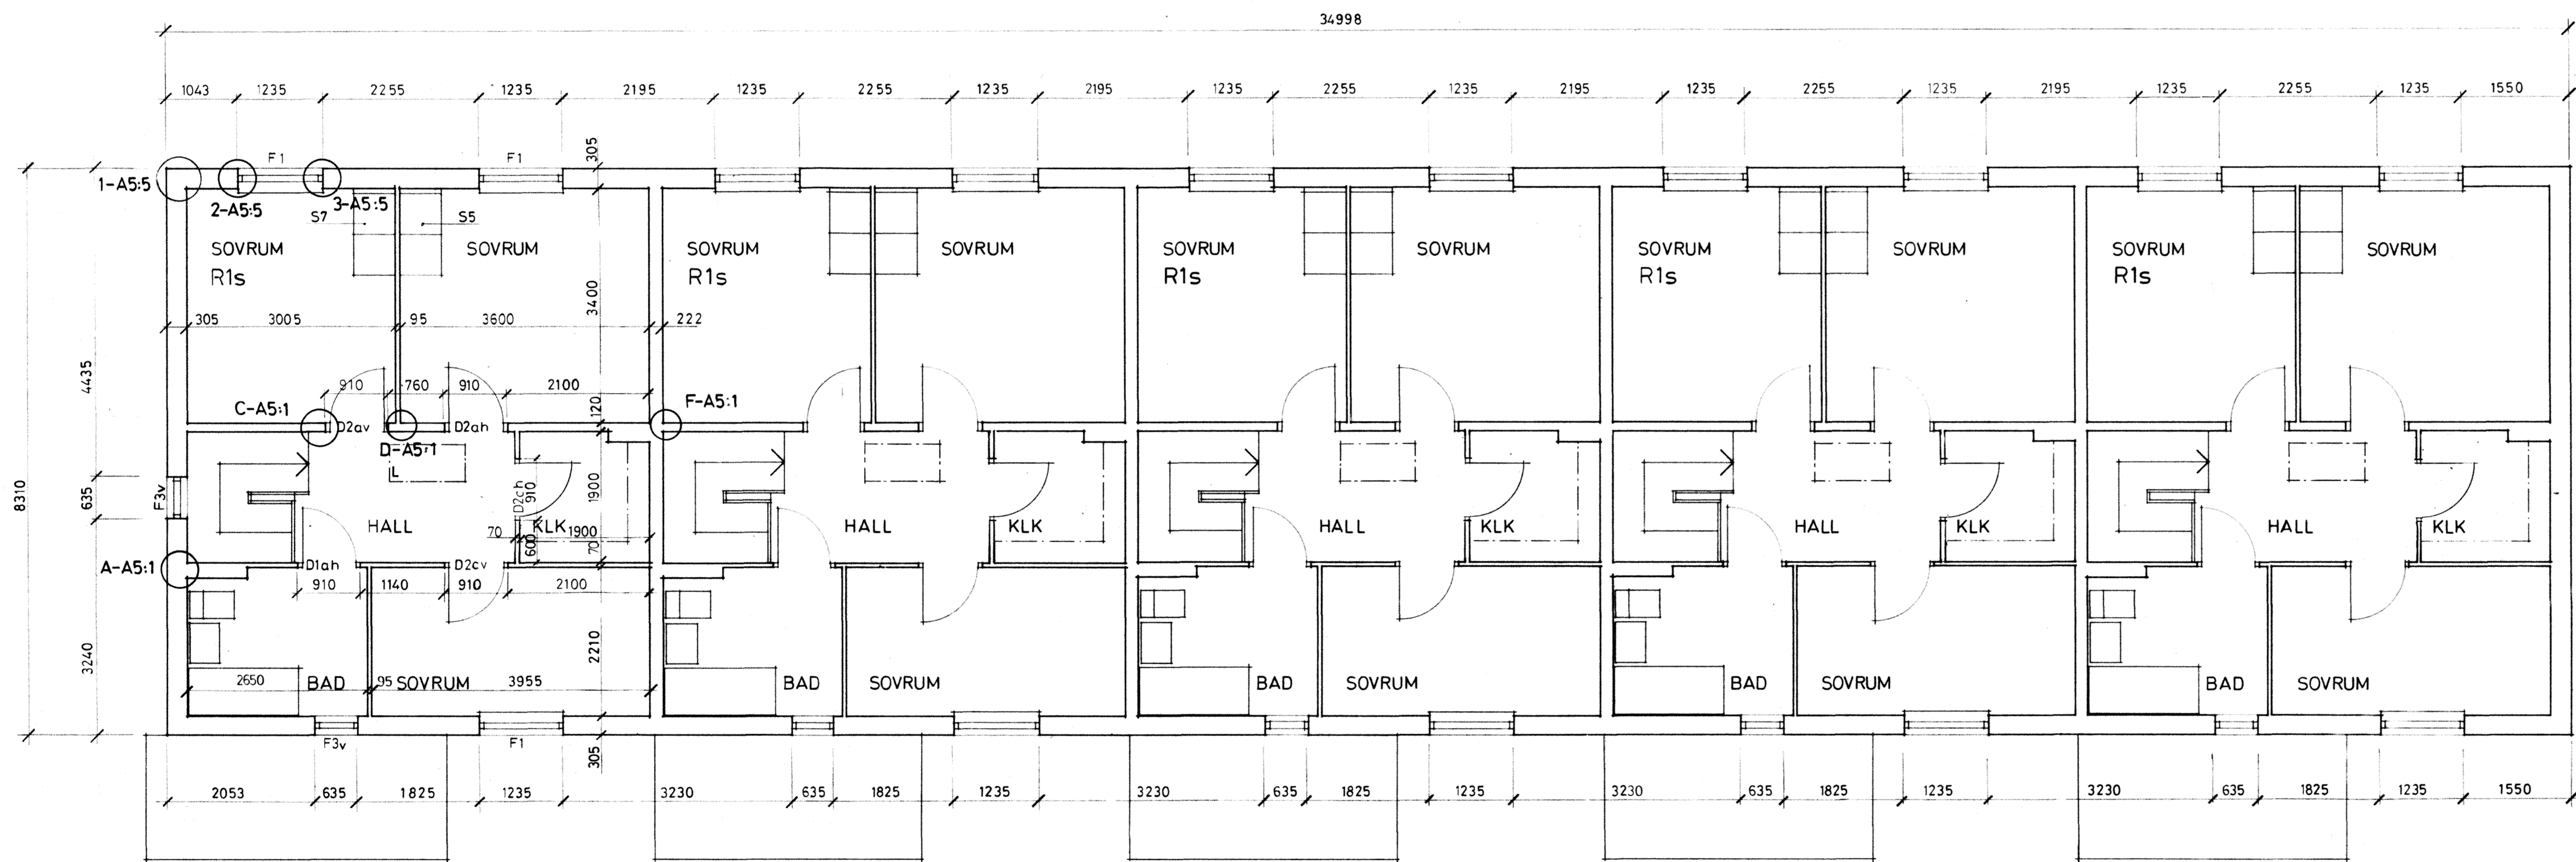 34998
1043 1235 2255 1235 2195 1235 2255 1235 2195 1235 2255 1235 2195 1235 2255 1235 2195 1235 2255 1235 1550
305
F1 F1
1-A5:5
2-A5:5 3-A5:5
S7 S5
SOVRUM SOVRUM SOVRUM SOVRUM SOVRUM SOVRUM SOVRUM SOVRUM SOVRUM SOVRUM
R1s R1s R1s R1s R1s
3400
305 3005 95 3600 222
4435
910 760 910 2100
C-A5:1 120 F-A5:1
D2av D2ah
D-A5:1
L
8310 635 F3v D2ch 910 1900
HALL KLK HALL KLK HALL KLK HALL KLK HALL KLK
70 600 1900 70
A-A5:1 D1ah D2cv
910 1140 910 2100
3240 2210
2650 BAD 95 SOVRUM 3955 BAD SOVRUM BAD SOVRUM BAD SOVRUM BAD SOVRUM
F3v F1
305
2053 635 1825 1235 3230 635 1825 1235 3230 635 1825 1235 3230 635 1825 1235 3230 635 1825 1235 1550